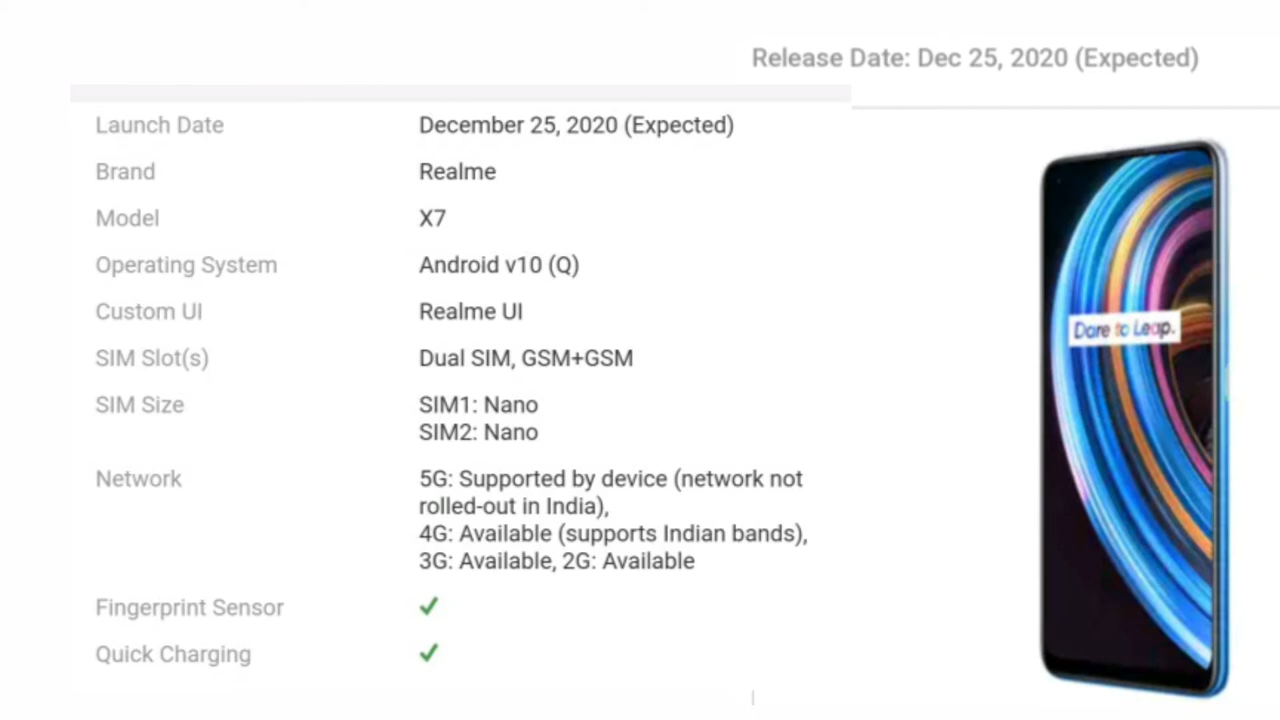 Release Date: Dec 25, 2020 (Expected)
Launch Date December 25, 2020 (Expected)
Brand Realme
Model X7
Operating System Android v10 (Q)
Custom UI Realme UI
SIM Slot(s) Dual SIM, GSM+GSM
SIM Size SIM1: Nano
SIM2: Nano
Network 5G: Supported by device (network not
rolled-out in India),
4G: Available (supports Indian bands),
3G: Available, 2G: Available
Fingerprint Sensor ✓
Quick Charging ✓
Dare to Leap.